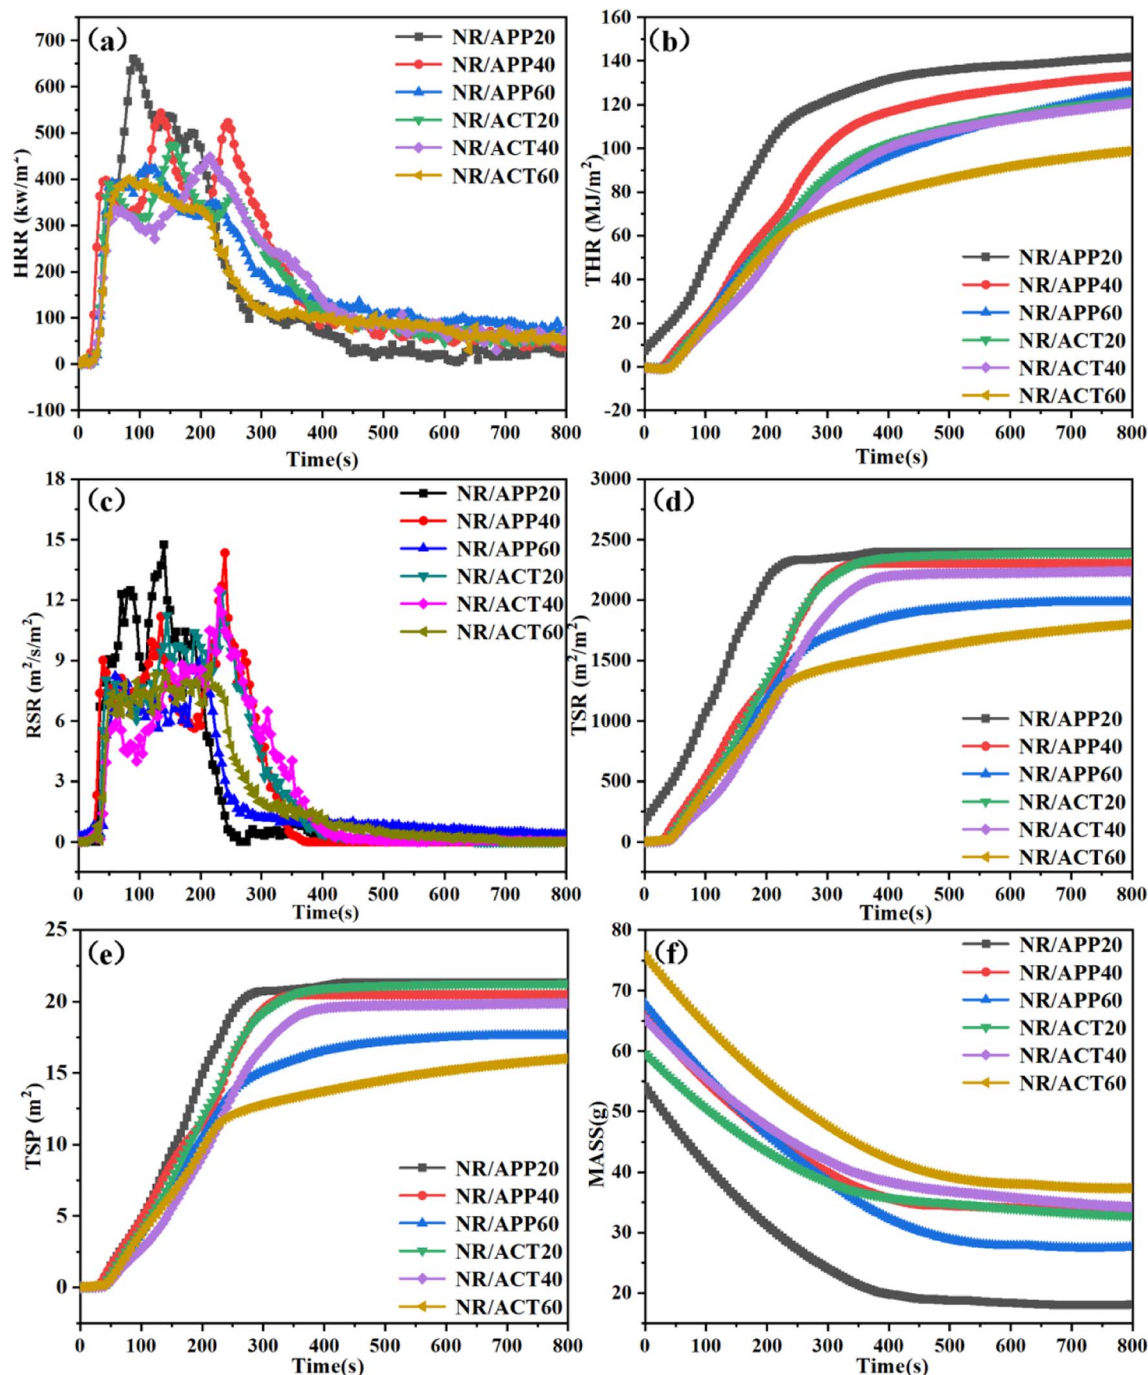 (a)
700
600
500
400
300
200
100
0
-100
HRR (kw/m²)
0 100 200 300 400 500 600 700 800
Time(s)
NR/APP20
NR/APP40
NR/APP60
NR/ACT20
NR/ACT40
NR/ACT60
(b)
160
140
120
100
80
60
40
20
0
-20
THR (MJ/m²)
0 100 200 300 400 500 600 700 800
Time(s)
NR/APP20
NR/APP40
NR/APP60
NR/ACT20
NR/ACT40
NR/ACT60
(c)
18
15
12
9
6
3
0
RSR (m²/s/m²)
0 100 200 300 400 500 600 700 800
Time(s)
NR/APP20
NR/APP40
NR/APP60
NR/ACT20
NR/ACT40
NR/ACT60
(d)
3000
2500
2000
1500
1000
500
0
TSR (m²/m²)
0 100 200 300 400 500 600 700 800
Time(s)
NR/APP20
NR/APP40
NR/APP60
NR/ACT20
NR/ACT40
NR/ACT60
(e)
25
20
15
10
5
0
TSP (m²)
0 100 200 300 400 500 600 700 800
Time(s)
NR/APP20
NR/APP40
NR/APP60
NR/ACT20
NR/ACT40
NR/ACT60
(f)
80
70
60
50
40
30
20
MASS(g)
0 100 200 300 400 500 600 700 800
Time(s)
NR/APP20
NR/APP40
NR/APP60
NR/ACT20
NR/ACT40
NR/ACT60